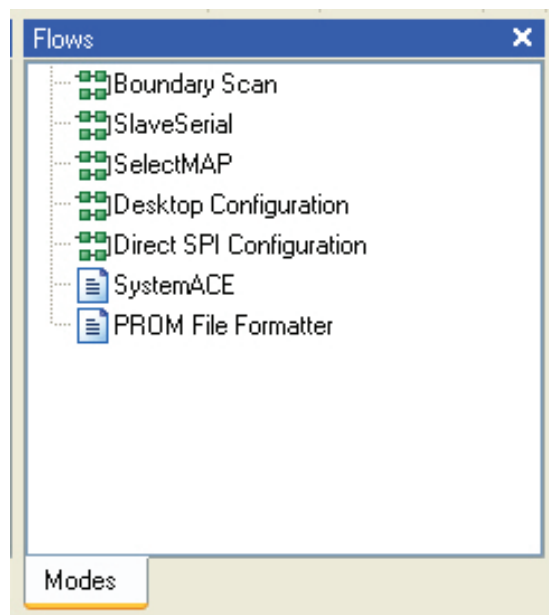 Flows
Boundary Scan
SlaveSerial
SelectMAP
Desktop Configuration
Direct SPI Configuration
SystemACE
PROM File Formatter
Modes